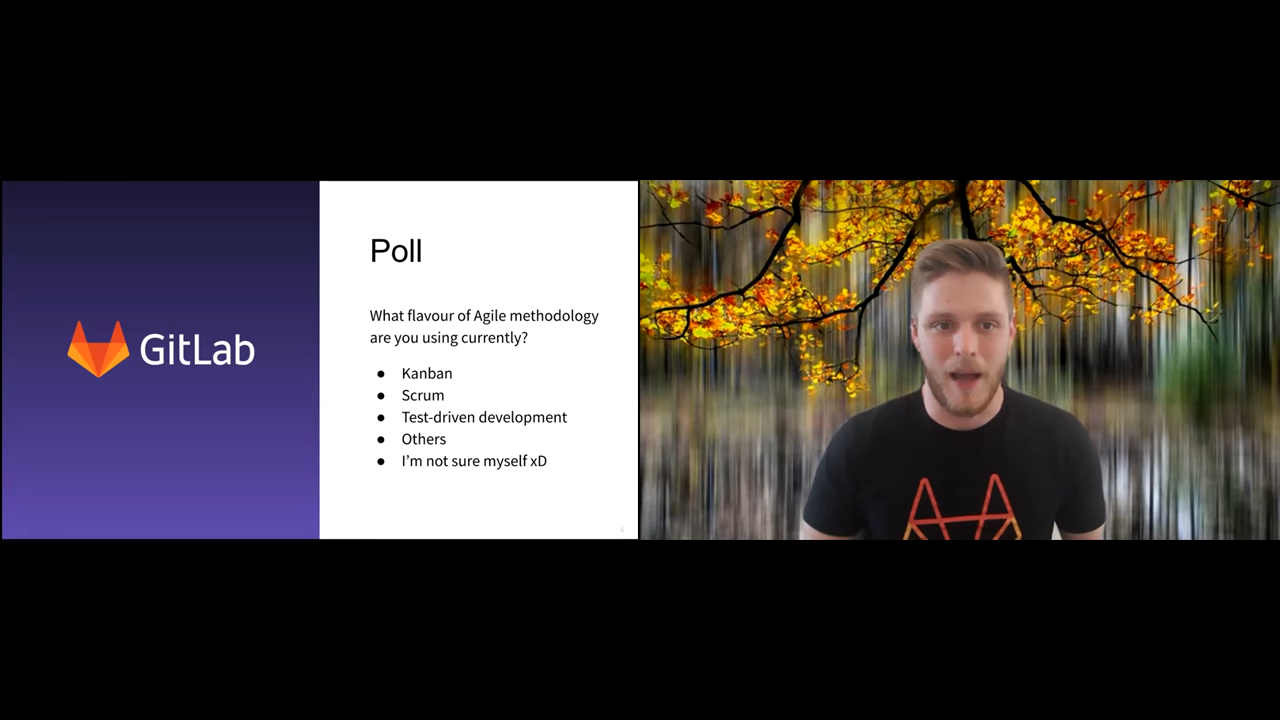 GitLab
Poll
What flavour of Agile methodology
are you using currently?
● Kanban
● Scrum
● Test-driven development
● Others
● I'm not sure myself xD